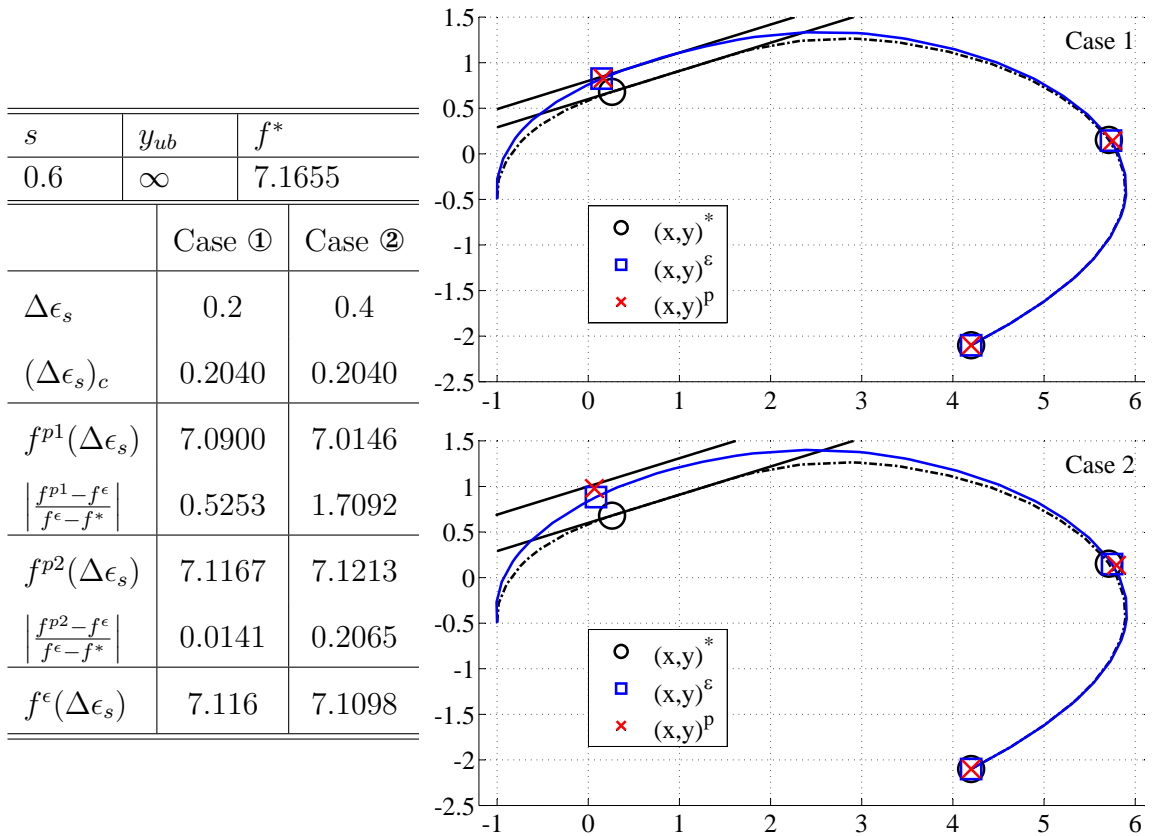 s y_{ub} f^*
0.6 ∞ 7.1655
Case ① Case ②
Δϵ_s 0.2 0.4
(Δϵ_s)_c 0.2040 0.2040
f^{p1}(Δϵ_s) 7.0900 7.0146
|\frac{f^{p1}−f^ϵ}{f^ϵ−f^*}| 0.5253 1.7092
f^{p2}(Δϵ_s) 7.1167 7.1213
|\frac{f^{p2}−f^ϵ}{f^ϵ−f^*}| 0.0141 0.2065
f^ϵ(Δϵ_s) 7.116 7.1098
1.5
1
0.5
0
-0.5
-1
-1.5
-2
-2.5
-1 0 1 2 3 4 5 6
Case 1
(x,y)^*
(x,y)^ε
(x,y)^p
1.5
1
0.5
0
-0.5
-1
-1.5
-2
-2.5
-1 0 1 2 3 4 5 6
Case 2
(x,y)^*
(x,y)^ε
(x,y)^p